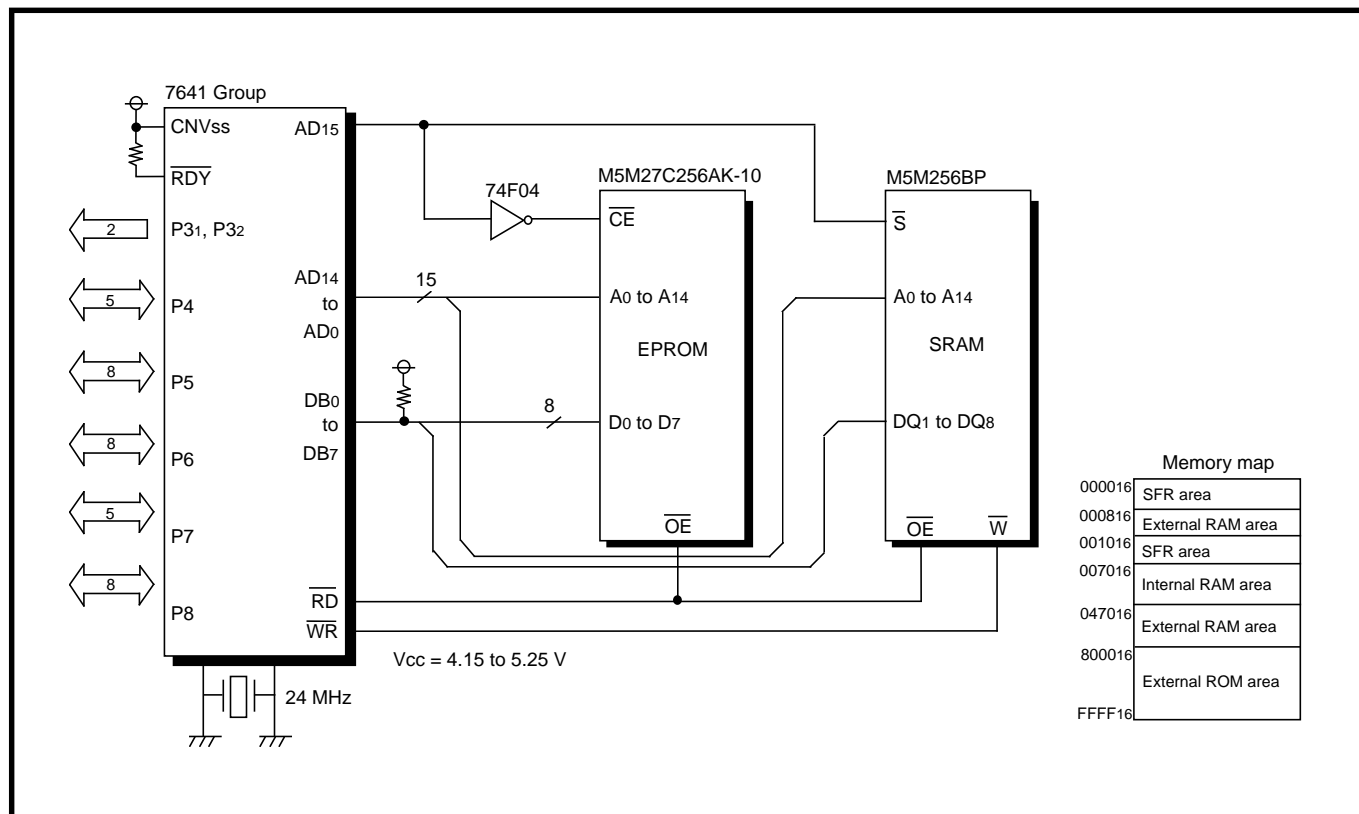 7641 Group
CNVss
RDY
2
P31, P32
5
P4
8
P5
8
P6
5
P7
8
P8
AD15
AD14
to
AD0
DB0
to
DB7
RD
WR
24 MHz
Vcc = 4.15 to 5.25 V
74F04
15
8
M5M27C256AK-10
CE
A0 to A14
EPROM
D0 to D7
OE
M5M256BP
S
A0 to A14
SRAM
DQ1 to DQ8
OE W
Memory map
000016
SFR area
000816
External RAM area
001016
SFR area
007016
Internal RAM area
047016
External RAM area
800016
External ROM area
FFFF16